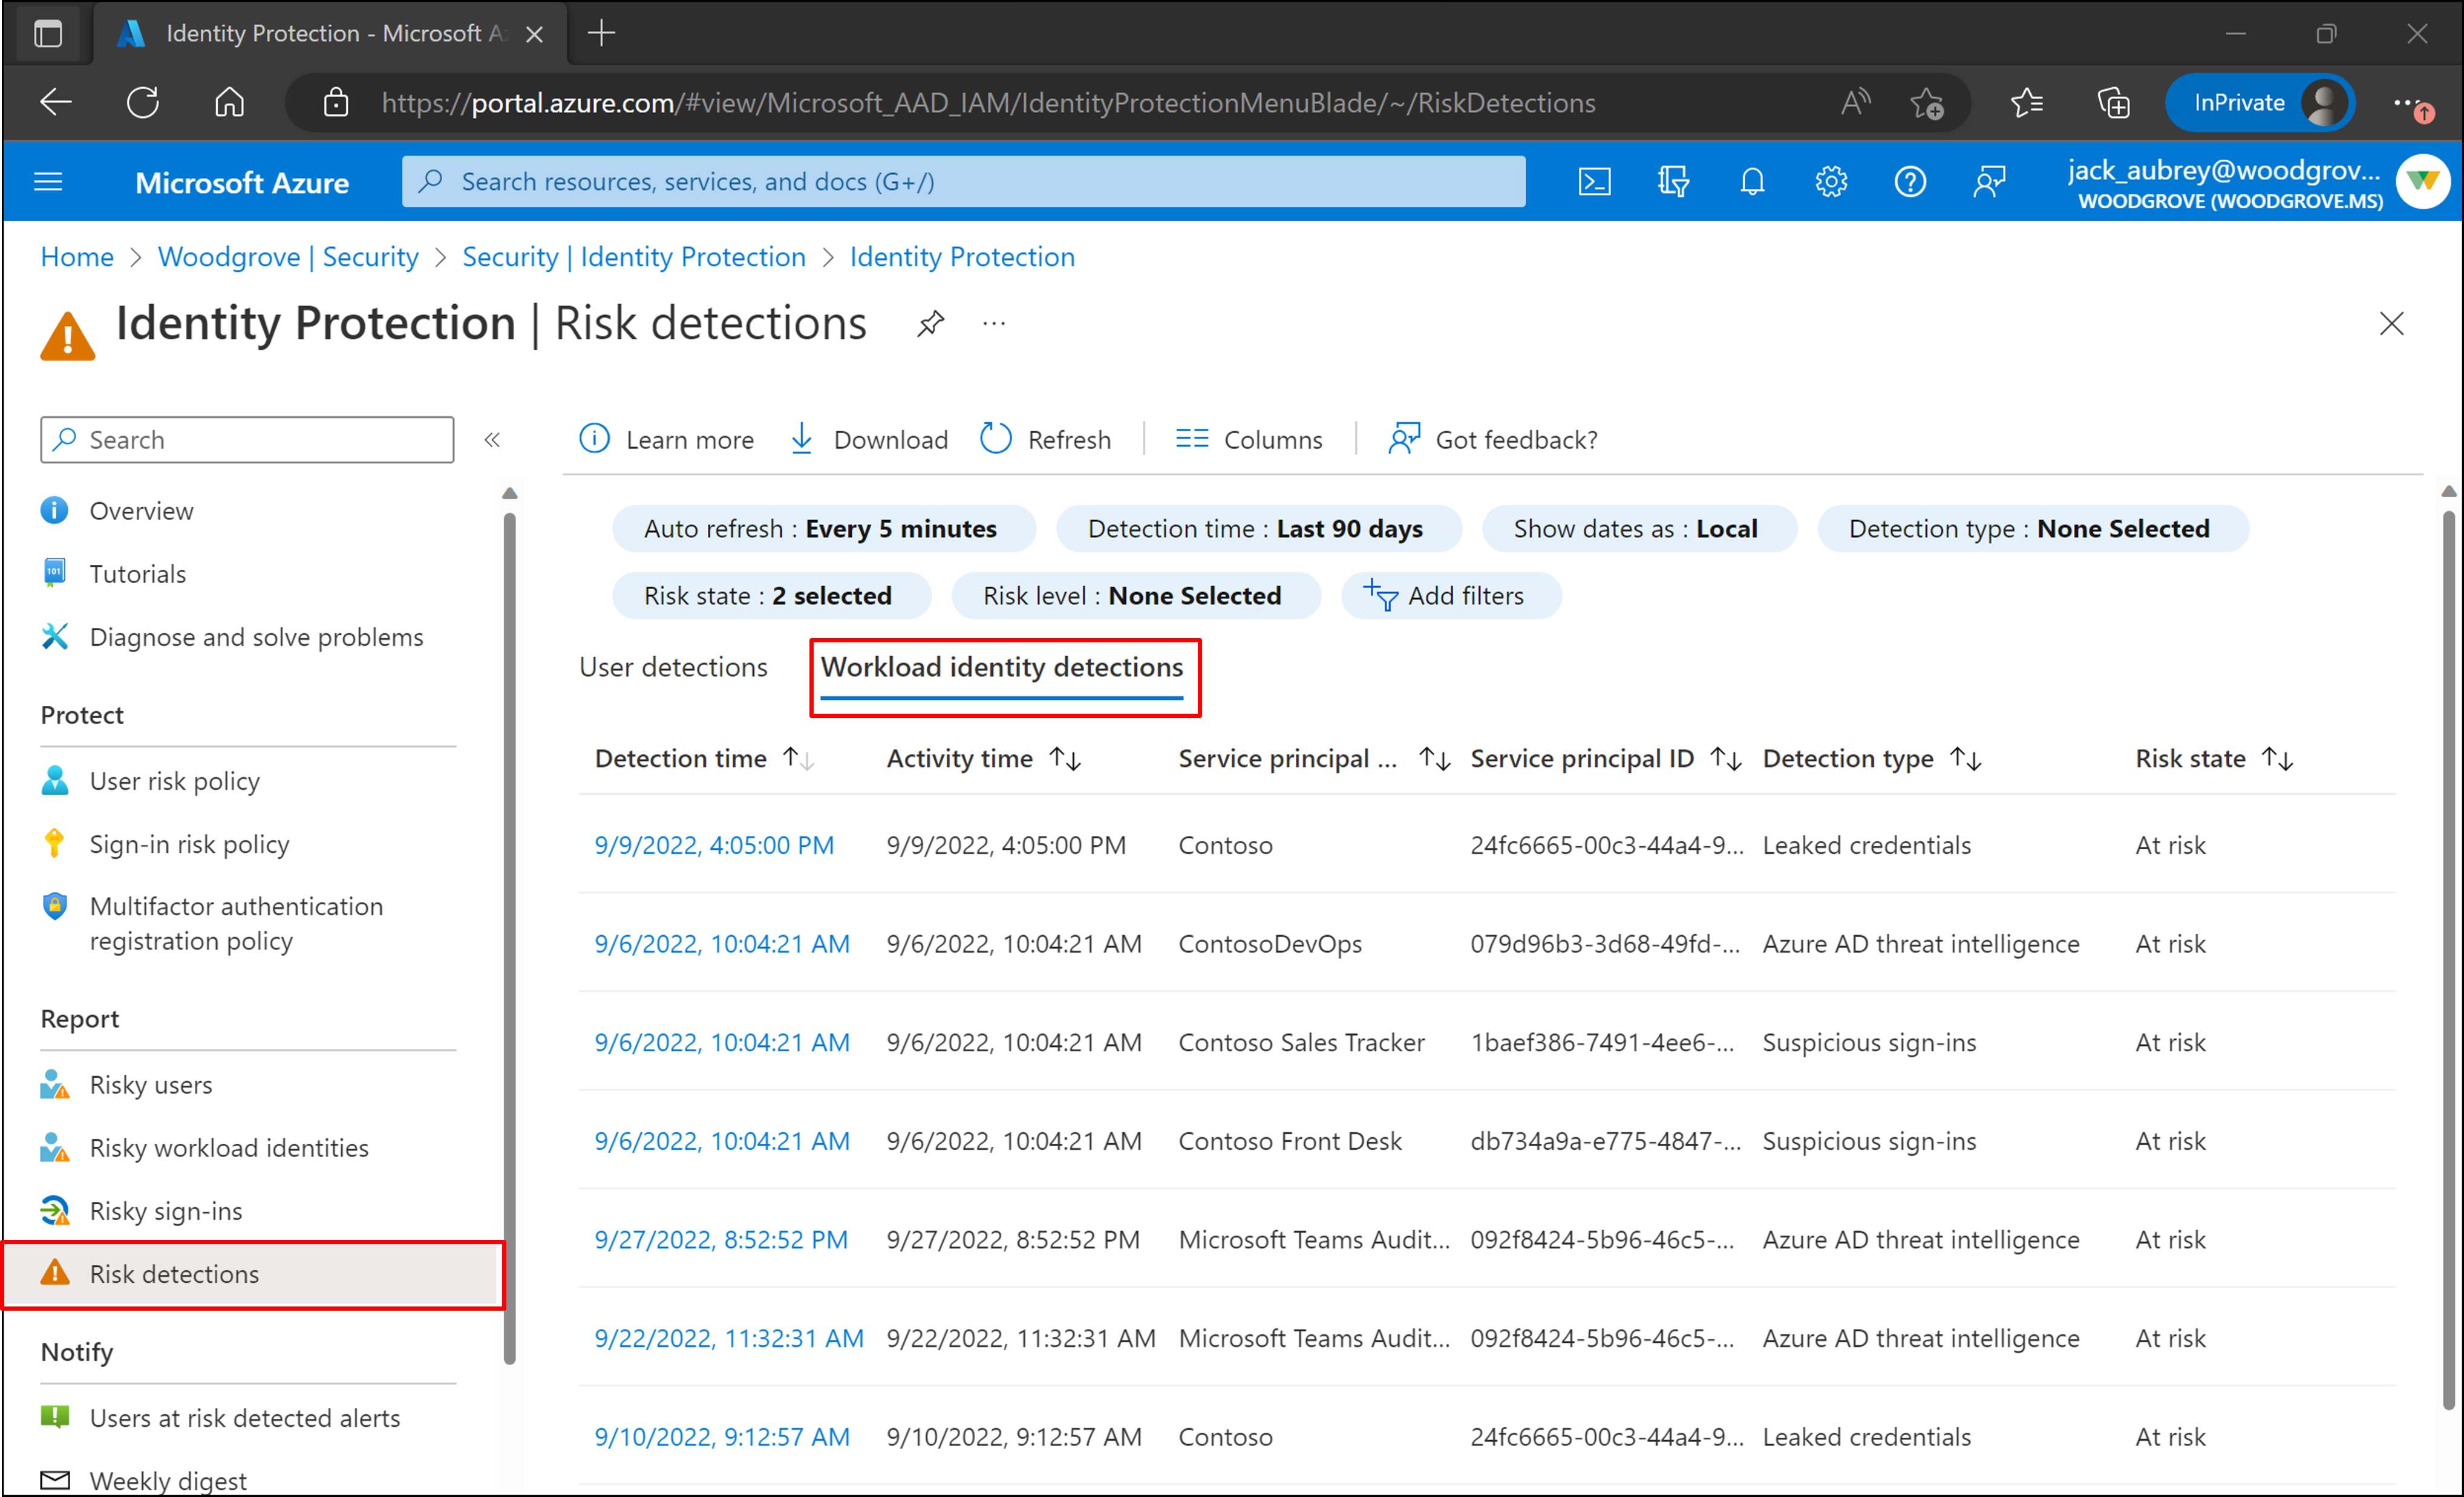 Identity Protection - Microsoft A
https://portal.azure.com/#view/Microsoft_AAD_IAM/IdentityProtectionMenuBlade/~/RiskDetections
InPrivate
Microsoft Azure
Search resources, services, and docs (G+/)
jack_aubrey@woodgrov...
WOODGROVE (WOODGROVE.MS)
Home > Woodgrove | Security > Security | Identity Protection > Identity Protection
Identity Protection | Risk detections
Search
Overview
Tutorials
Diagnose and solve problems
Protect
User risk policy
Sign-in risk policy
Multifactor authentication
registration policy
Report
Risky users
Risky workload identities
Risky sign-ins
Risk detections
Notify
Users at risk detected alerts
Weekly digest
Learn more Download Refresh Columns Got feedback?
Auto refresh : Every 5 minutes Detection time : Last 90 days Show dates as : Local Detection type : None Selected
Risk state : 2 selected Risk level : None Selected Add filters
User detections Workload identity detections
Detection time Activity time Service principal ... Service principal ID Detection type Risk state
9/9/2022, 4:05:00 PM 9/9/2022, 4:05:00 PM Contoso 24fc6665-00c3-44a4-9... Leaked credentials At risk
9/6/2022, 10:04:21 AM 9/6/2022, 10:04:21 AM ContosoDevOps 079d96b3-3d68-49fd-... Azure AD threat intelligence At risk
9/6/2022, 10:04:21 AM 9/6/2022, 10:04:21 AM Contoso Sales Tracker 1baef386-7491-4ee6-... Suspicious sign-ins At risk
9/6/2022, 10:04:21 AM 9/6/2022, 10:04:21 AM Contoso Front Desk db734a9a-e775-4847-... Suspicious sign-ins At risk
9/27/2022, 8:52:52 PM 9/27/2022, 8:52:52 PM Microsoft Teams Audit... 092f8424-5b96-46c5-... Azure AD threat intelligence At risk
9/22/2022, 11:32:31 AM 9/22/2022, 11:32:31 AM Microsoft Teams Audit... 092f8424-5b96-46c5-... Azure AD threat intelligence At risk
9/10/2022, 9:12:57 AM 9/10/2022, 9:12:57 AM Contoso 24fc6665-00c3-44a4-9... Leaked credentials At risk